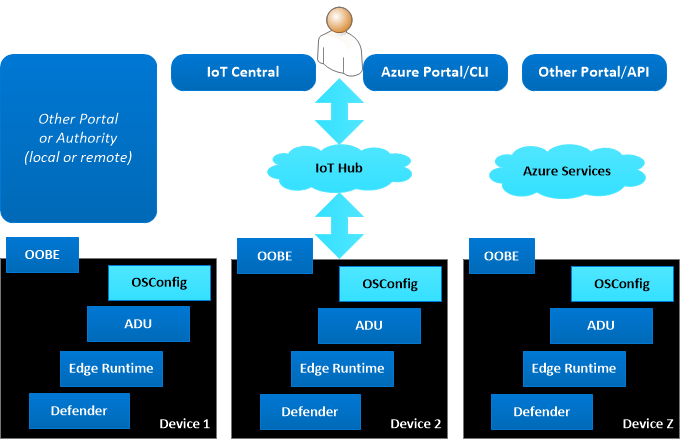 IoT Central
Azure Portal/CLI
Other Portal/API
Other Portal
or Authority
(local or remote)
IoT Hub
Azure Services
OOBE
OSConfig
ADU
Edge Runtime
Defender
Device 1
OOBE
OSConfig
ADU
Edge Runtime
Defender
Device 2
OOBE
OSConfig
ADU
Edge Runtime
Defender
Device Z